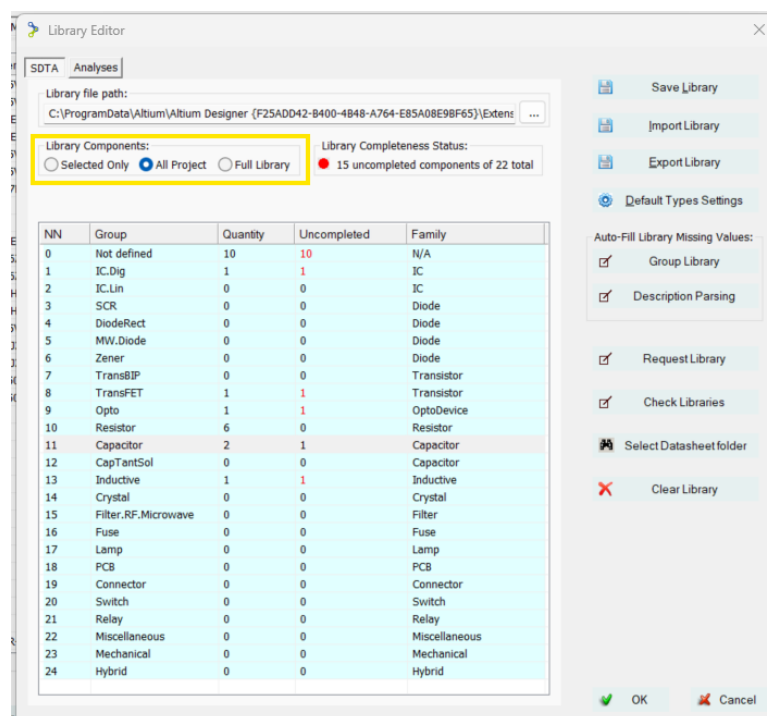 Library Editor
SDTA Analyses
Library file path:
C:\ProgramData\Altium\Altium Designer {F25ADD42-B400-4B48-A764-E85A08E9BF65}\Extens ...
Library Components:
Selected Only All Project Full Library
Library Completeness Status:
15 uncompleted components of 22 total
NN Group Quantity Uncompleted Family
0 Not defined 10 10 N/A
1 IC.Dig 1 1 IC
2 IC.Lin 0 0 IC
3 SCR 0 0 Diode
4 DiodeRect 0 0 Diode
5 MW.Diode 0 0 Diode
6 Zener 0 0 Diode
7 TransBIP 0 0 Transistor
8 TransFET 1 1 Transistor
9 Opto 1 1 OptoDevice
10 Resistor 6 0 Resistor
11 Capacitor 2 1 Capacitor
12 CapTantSol 0 0 Capacitor
13 Inductive 1 1 Inductive
14 Crystal 0 0 Crystal
15 Filter.RF.Microwave 0 0 Filter
16 Fuse 0 0 Fuse
17 Lamp 0 0 Lamp
18 PCB 0 0 PCB
19 Connector 0 0 Connector
20 Switch 0 0 Switch
21 Relay 0 0 Relay
22 Miscellaneous 0 0 Miscellaneous
23 Mechanical 0 0 Mechanical
24 Hybrid 0 0 Hybrid
Save Library
Import Library
Export Library
Default Types Settings
Auto-Fill Library Missing Values:
Group Library
Description Parsing
Request Library
Check Libraries
Select Datasheet folder
Clear Library
OK Cancel